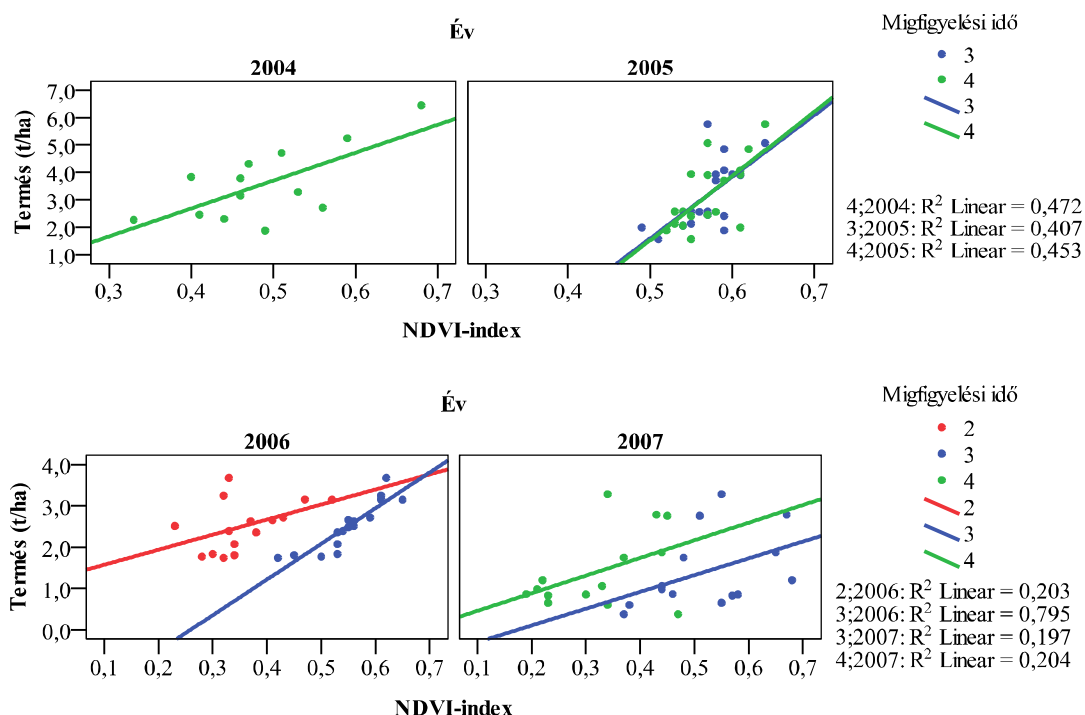 Év
2004
2005
Termés (t/ha)
7,0
6,0
5,0
4,0
3,0
2,0
1,0
0,3 0,4 0,5 0,6 0,7
0,3 0,4 0,5 0,6 0,7
NDVI-index
Migfigyelési idő
3
4
3
4
4;2004: R² Linear = 0,472
3;2005: R² Linear = 0,407
4;2005: R² Linear = 0,453
Év
2006
2007
Termés (t/ha)
4,0
3,0
2,0
1,0
0,0
0,1 0,2 0,3 0,4 0,5 0,6 0,7
0,1 0,2 0,3 0,4 0,5 0,6 0,7
NDVI-index
Migfigyelési idő
2
3
4
2
3
4
2;2006: R² Linear = 0,203
3;2006: R² Linear = 0,795
3;2007: R² Linear = 0,197
4;2007: R² Linear = 0,204